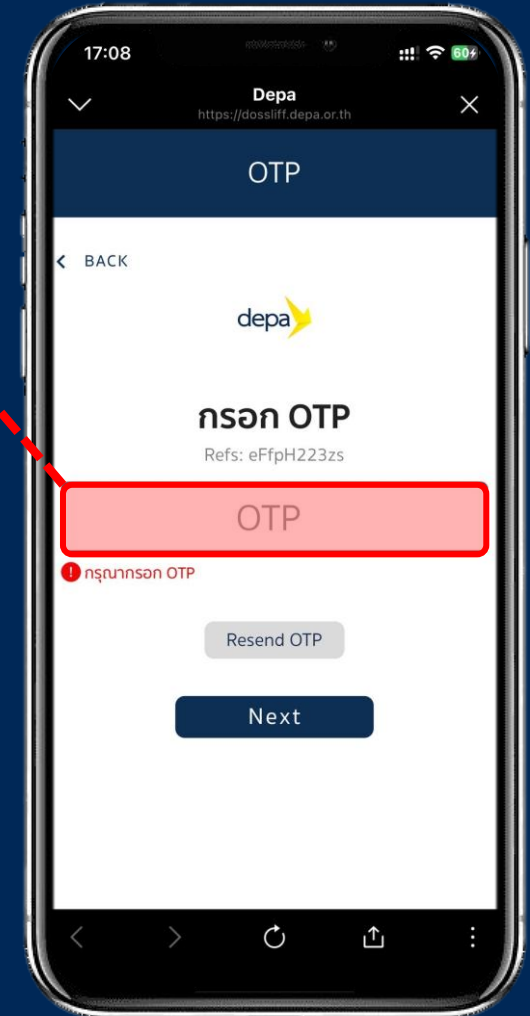 17:08
60
Depa
https://dossliff.depa.or.th
OTP
BACK
depa
กรอก OTP
Refs: eFfpH223zs
OTP
! กรุณากรอก OTP
Resend OTP
Next